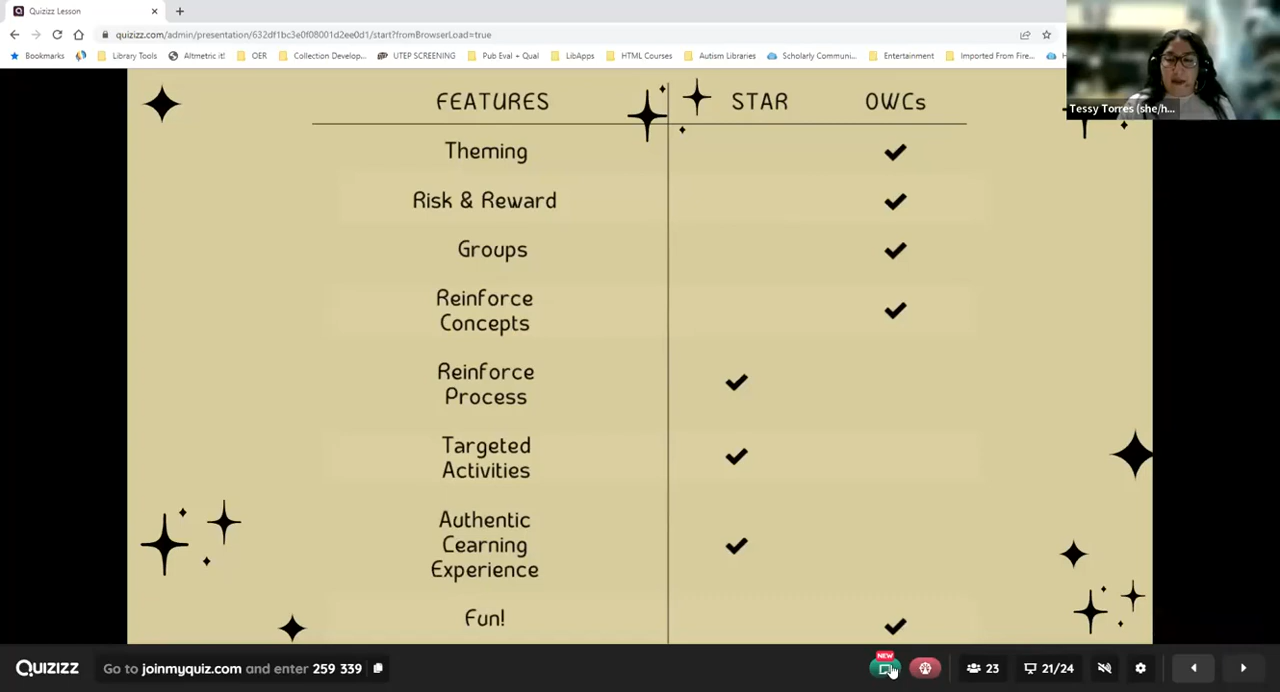 Quizizz Lesson
quizizz.com/admin/presentation/632df1bc3e0f08001d2ee0d1/start?fromBrowserLoad=true
Bookmarks Library Tools Altmetric it! OER Collection Develop... UTEP SCREENING Pub Eval + Qual LibApps HTML Courses Autism Libraries Scholarly Communi... Entertainment Imported From Fire...
Tessy Torres (she/h...
FEATURES STAR OWCs
Theming
Risk & Reward
Groups
Reinforce
Concepts
Reinforce
Process
Targeted
Activities
Authentic
Learning
Experience
Fun!
QUIZIZZ Go to joinmyquiz.com and enter 259 339 NEW 23 21/24